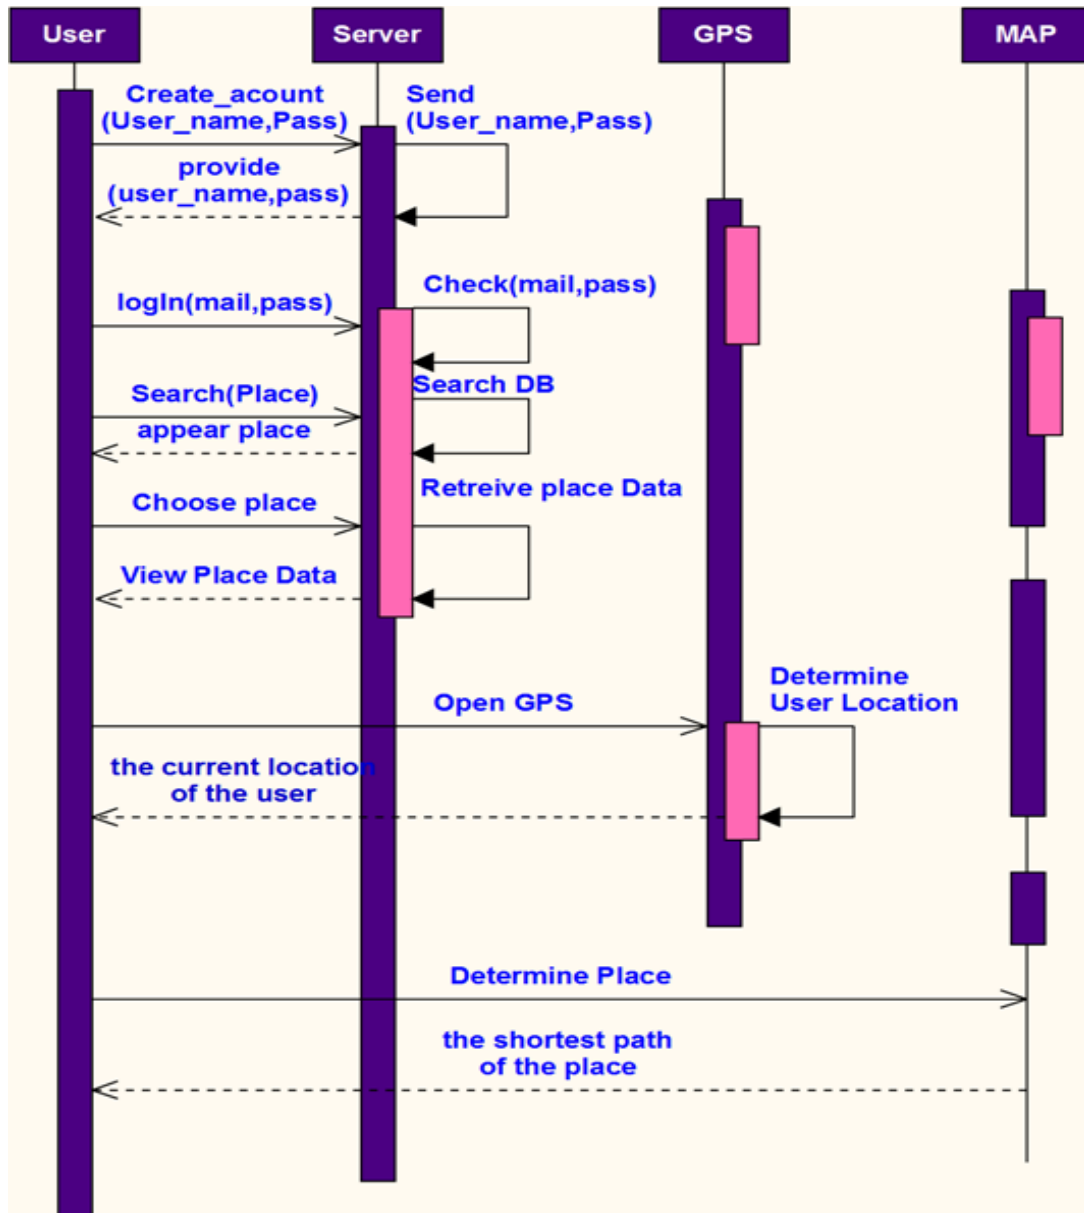 User
Server
GPS
MAP
Create_acount
(User_name,Pass)
Send
(User_name,Pass)
provide
(user_name,pass)
Check(mail,pass)
logIn(mail,pass)
Search DB
Search(Place)
appear place
Retreive place Data
Choose place
View Place Data
Determine
User Location
Open GPS
the current location
of the user
Determine Place
the shortest path
of the place